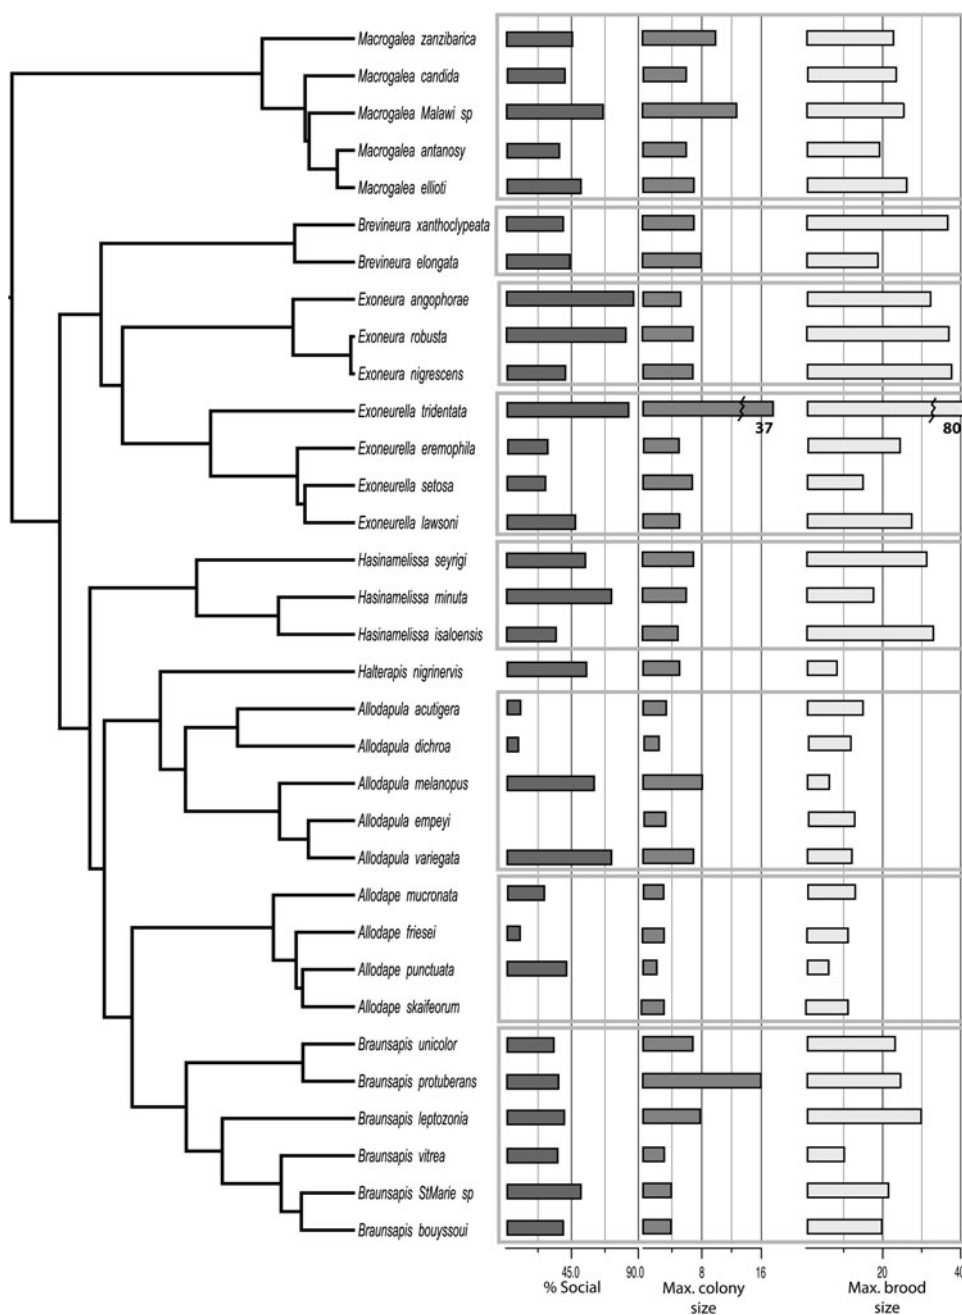 Macrogalea zanzibarica
Macrogalea candida
Macrogalea Malawi sp
Macrogalea antanosy
Macrogalea ellioti
Brevineura xanthoclypeata
Brevineura elongata
Exoneura angophorae
Exoneura robusta
Exoneura nigrescens
Exoneurella tridentata
37
80
Exoneurella eremophila
Exoneurella setosa
Exoneurella lawsoni
Hasinamelissa seyrigi
Hasinamelissa minuta
Hasinamelissa isaloensis
Halterapis nigrinervis
Allodapula acutigera
Allodapula dichroa
Allodapula melanopus
Allodapula empeyi
Allodapula variegata
Allodape mucronata
Allodape friesei
Allodape punctuata
Allodape skaifeorum
Braunsapis unicolor
Braunsapis protuberans
Braunsapis leptozonia
Braunsapis vitrea
Braunsapis StMarie sp
Braunsapis bouyssoui
45.0 90.0 8 16 20 40
% Social Max. colony size Max. brood size